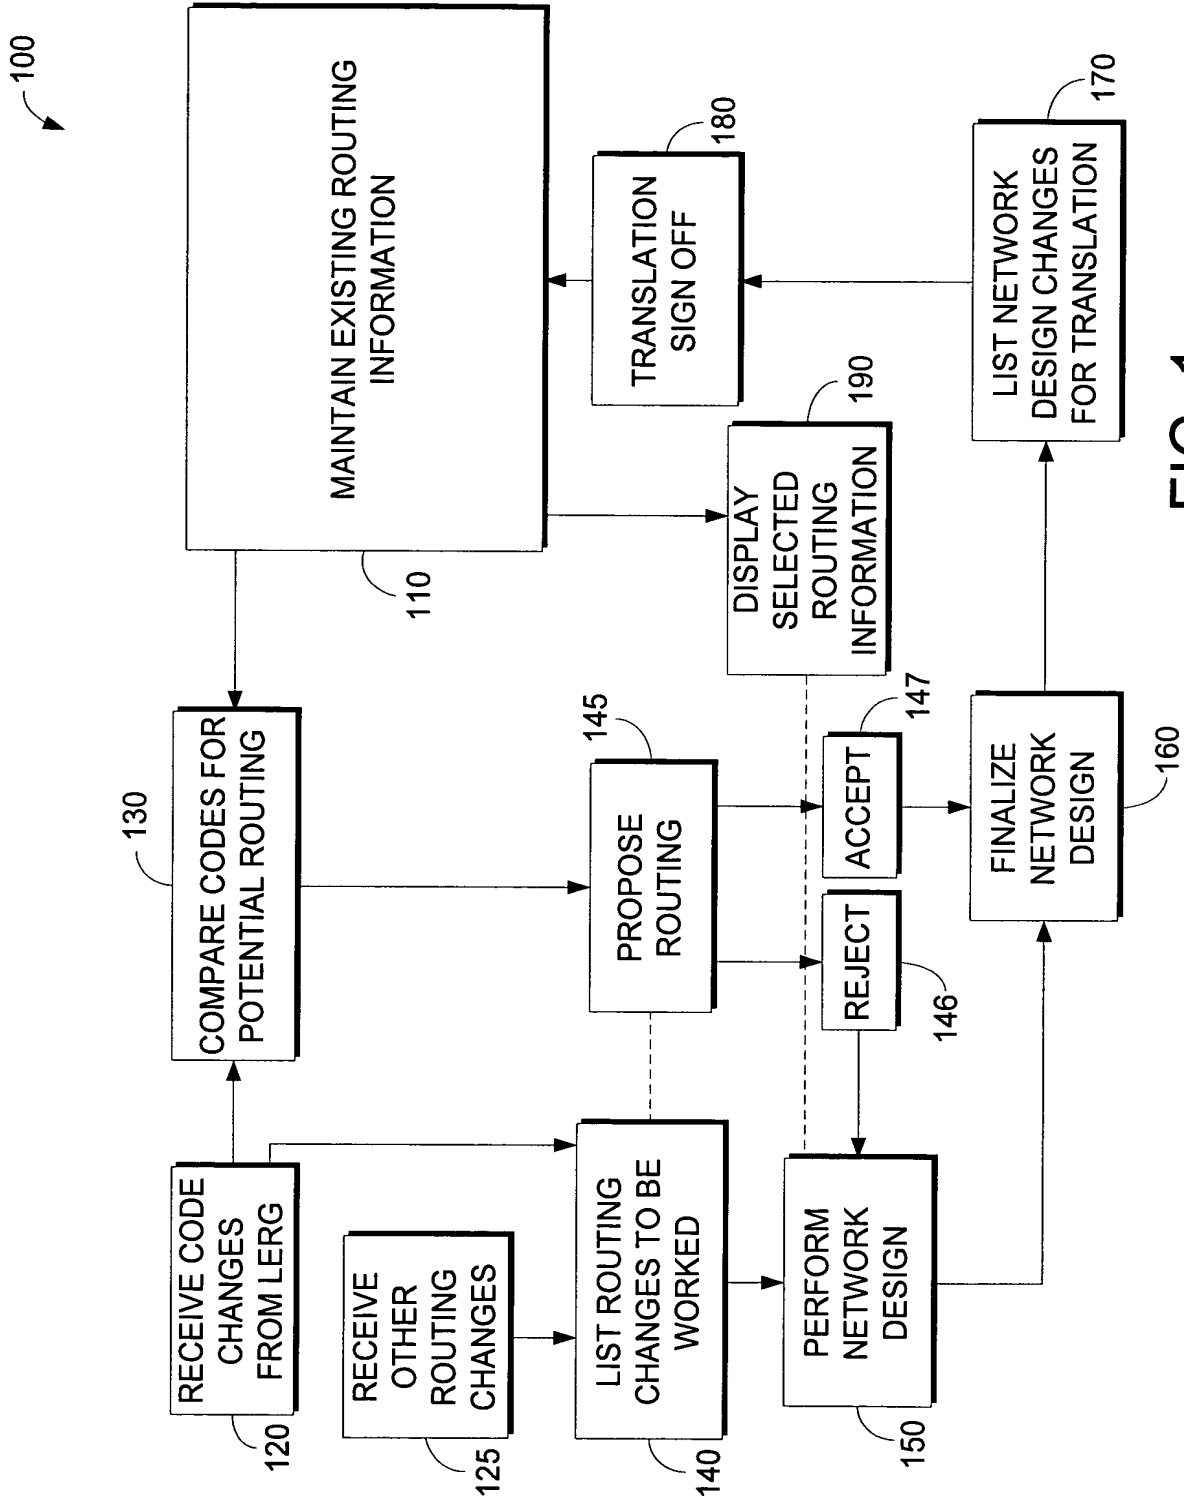 100
RECEIVE CODE
CHANGES
FROM LERG
120
COMPARE CODES FOR
POTENTIAL ROUTING
130
MAINTAIN EXISTING ROUTING
INFORMATION
110
RECEIVE
OTHER
ROUTING
CHANGES
125
LIST ROUTING
CHANGES TO BE
WORKED
140
PROPOSE
ROUTING
145
TRANSLATION
SIGN OFF
180
DISPLAY
SELECTED
ROUTING
INFORMATION
190
PERFORM
NETWORK
DESIGN
150
REJECT
146
ACCEPT
147
FINALIZE
NETWORK
DESIGN
160
LIST NETWORK
DESIGN CHANGES
FOR TRANSLATION
170